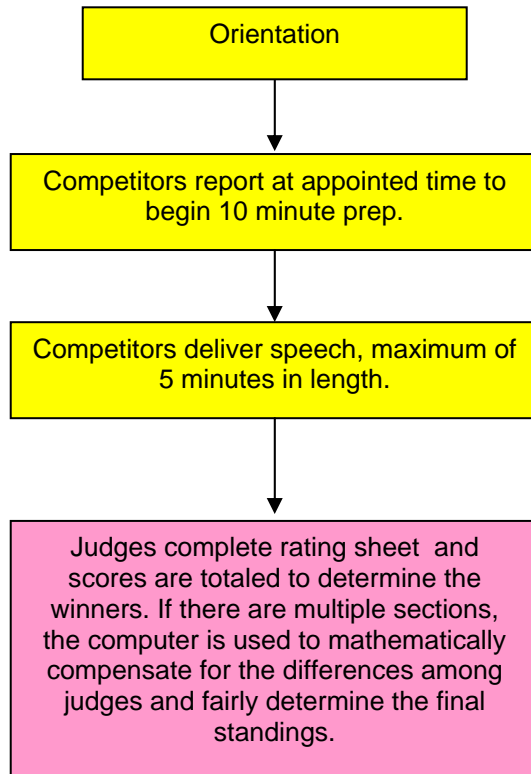 Orientation
Competitors report at appointed time to
begin 10 minute prep.
Competitors deliver speech, maximum of
5 minutes in length.
Judges complete rating sheet  and
scores are totaled to determine the
winners. If there are multiple sections,
the computer is used to mathematically
compensate for the differences among
judges and fairly determine the final
standings.